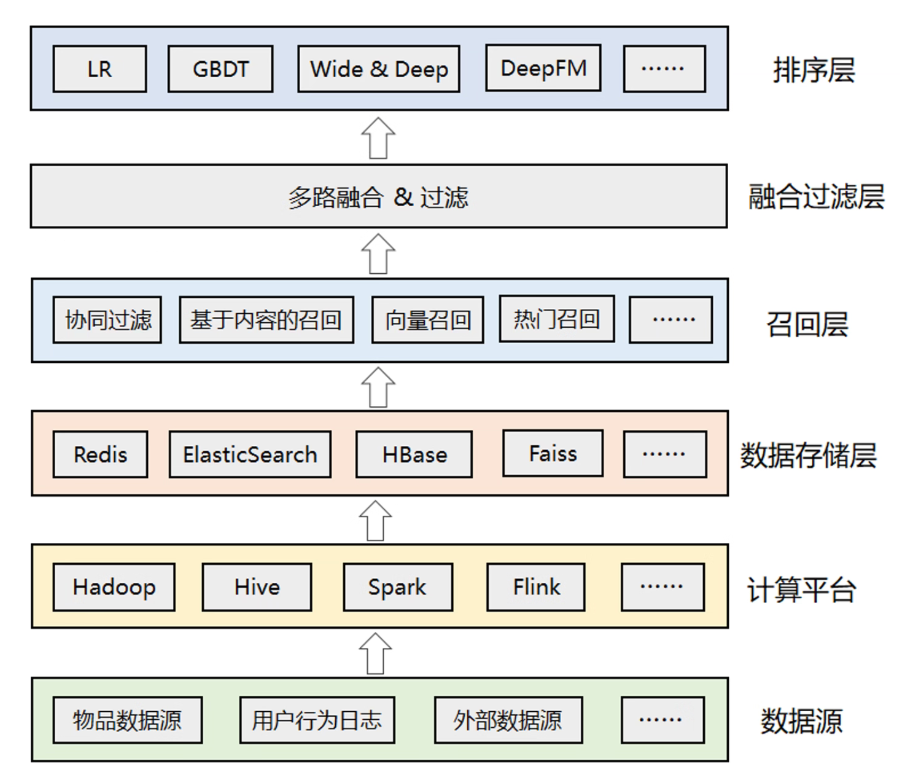 LR GBDT Wide & Deep DeepFM …… 排序层
多路融合 & 过滤 融合过滤层
协同过滤 基于内容的召回 向量召回 热门召回 …… 召回层
Redis ElasticSearch HBase Faiss …… 数据存储层
Hadoop Hive Spark Flink …… 计算平台
物品数据源 用户行为日志 外部数据源 …… 数据源